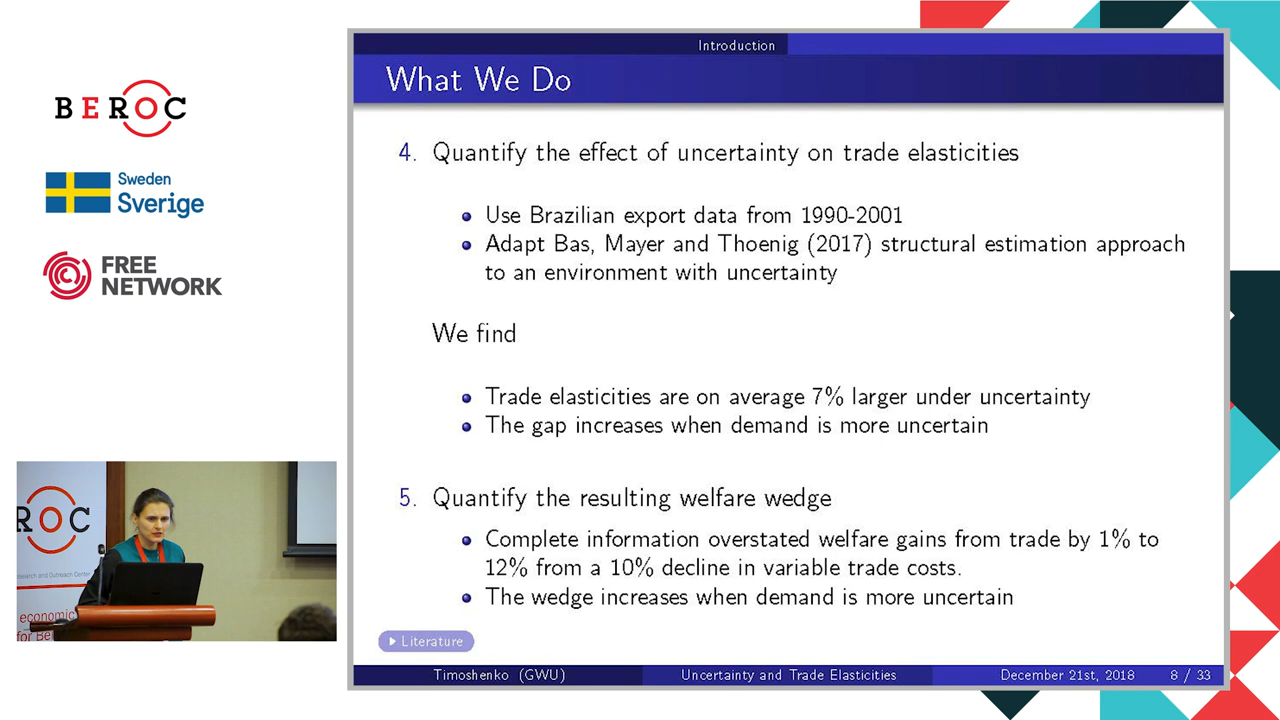 BEROC
Sweden
Sverige
FREE
NETWORK
Introduction
What We Do
4. Quantify the effect of uncertainty on trade elasticities
Use Brazilian export data from 1990-2001
Adapt Bas, Mayer and Thoenig (2017) structural estimation approach
to an environment with uncertainty
We find
Trade elasticities are on average 7% larger under uncertainty
The gap increases when demand is more uncertain
5. Quantify the resulting welfare wedge
Complete information overstated welfare gains from trade by 1% to
12% from a 10% decline in variable trade costs.
The wedge increases when demand is more uncertain
Literature
Timoshenko (GWU)
Uncertainty and Trade Elasticities
December 21st, 2018
8 / 33
ROC
esearch and Outreach Center
economic
for Be